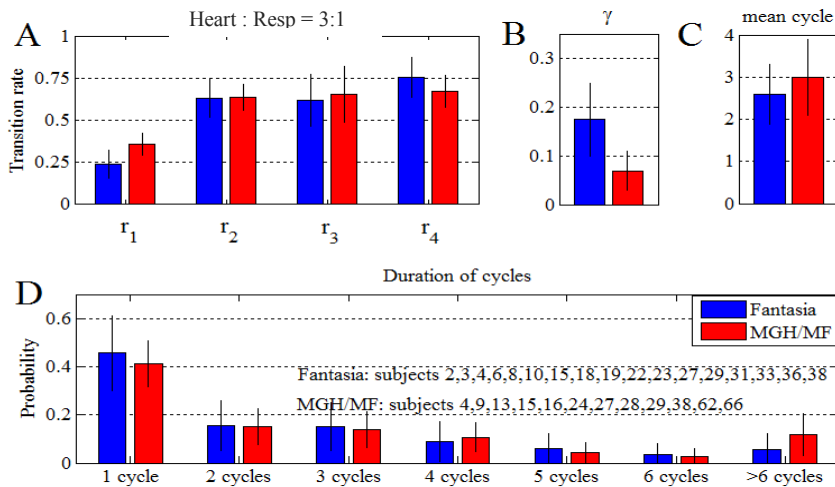 A
Heart : Resp = 3:1
Transition rate
1
0.75
0.5
0.25
0
r1
r2
r3
r4
B
γ
0.3
0.2
0.1
0
C
mean cycle
4
3
2
1
0
D
Duration of cycles
Probability
0.6
0.4
0.2
0
Fantasia
MGH/MF
Fantasia: subjects 2,3,4,6,8,10,15,18,19,22,23,27,29,31,33,36,38
MGH/MF: subjects 4,9,13,15,16,24,27,28,29,38,62,66
1 cycle
2 cycles
3 cycles
4 cycles
5 cycles
6 cycles
>6 cycles